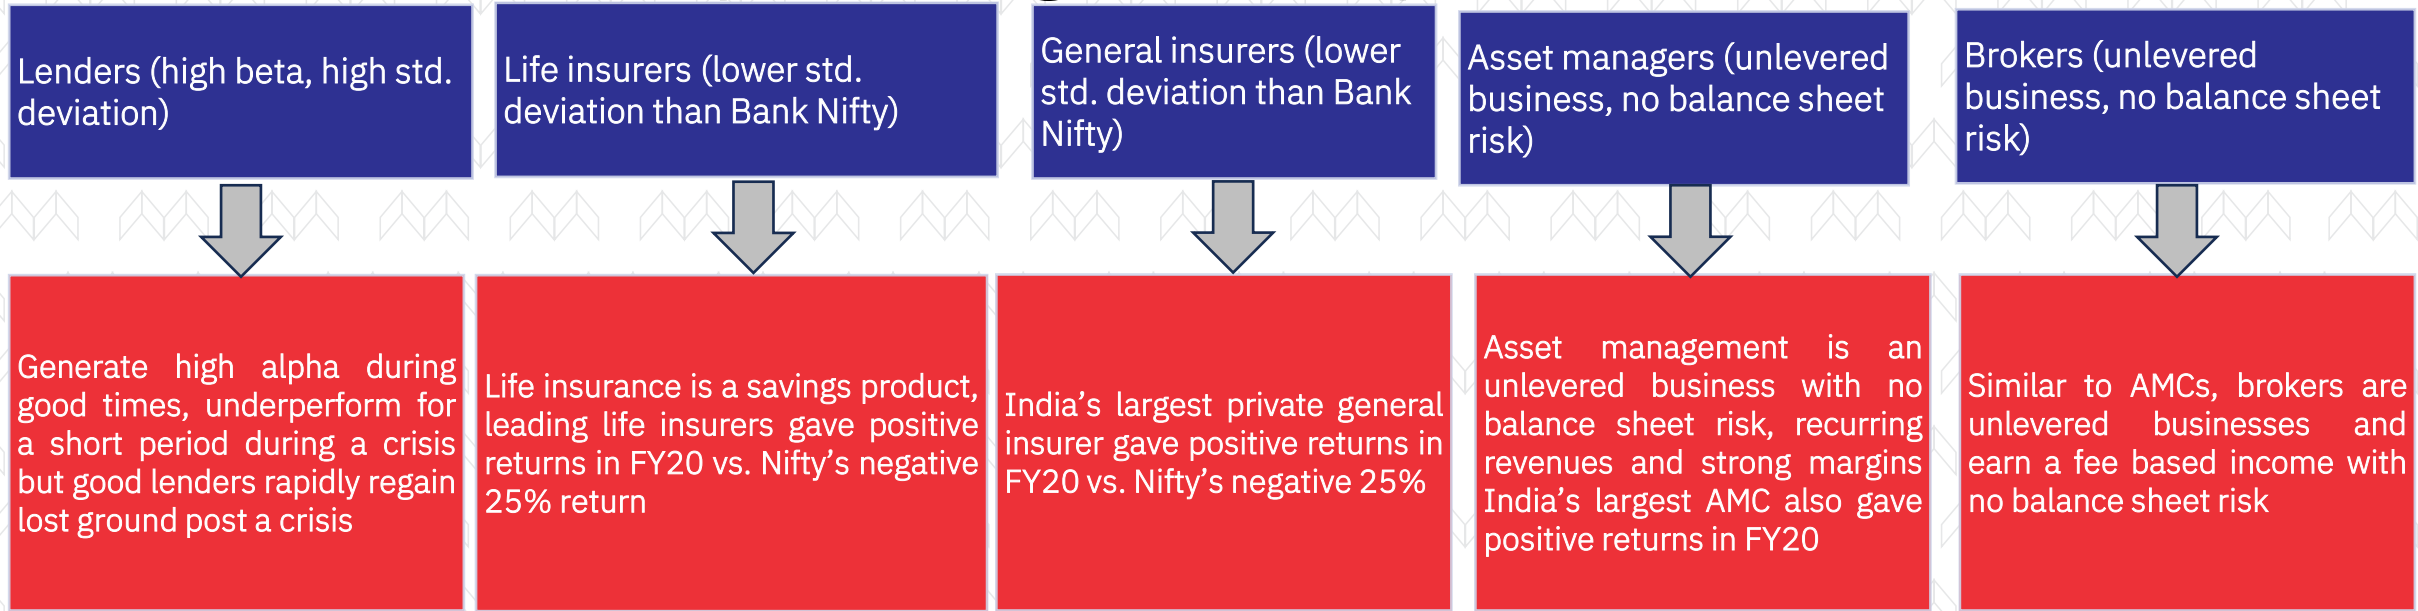 Lenders (high beta, high std.
deviation)
Life insurers (lower std.
deviation than Bank Nifty)
General insurers (lower
std. deviation than Bank
Nifty)
Asset managers (unlevered
business, no balance sheet
risk)
Brokers (unlevered
business, no balance sheet
risk)
Generate high alpha during
good times, underperform for
a short period during a crisis
but good lenders rapidly regain
lost ground post a crisis
Life insurance is a savings product,
leading life insurers gave positive
returns in FY20 vs. Nifty’s negative
25% return
India’s largest private general
insurer gave positive returns in
FY20 vs. Nifty’s negative 25%
Asset management is an
unlevered business with no
balance sheet risk, recurring
revenues and strong margins
India’s largest AMC also gave
positive returns in FY20
Similar to AMCs, brokers are
unlevered businesses and
earn a fee based income with
no balance sheet risk